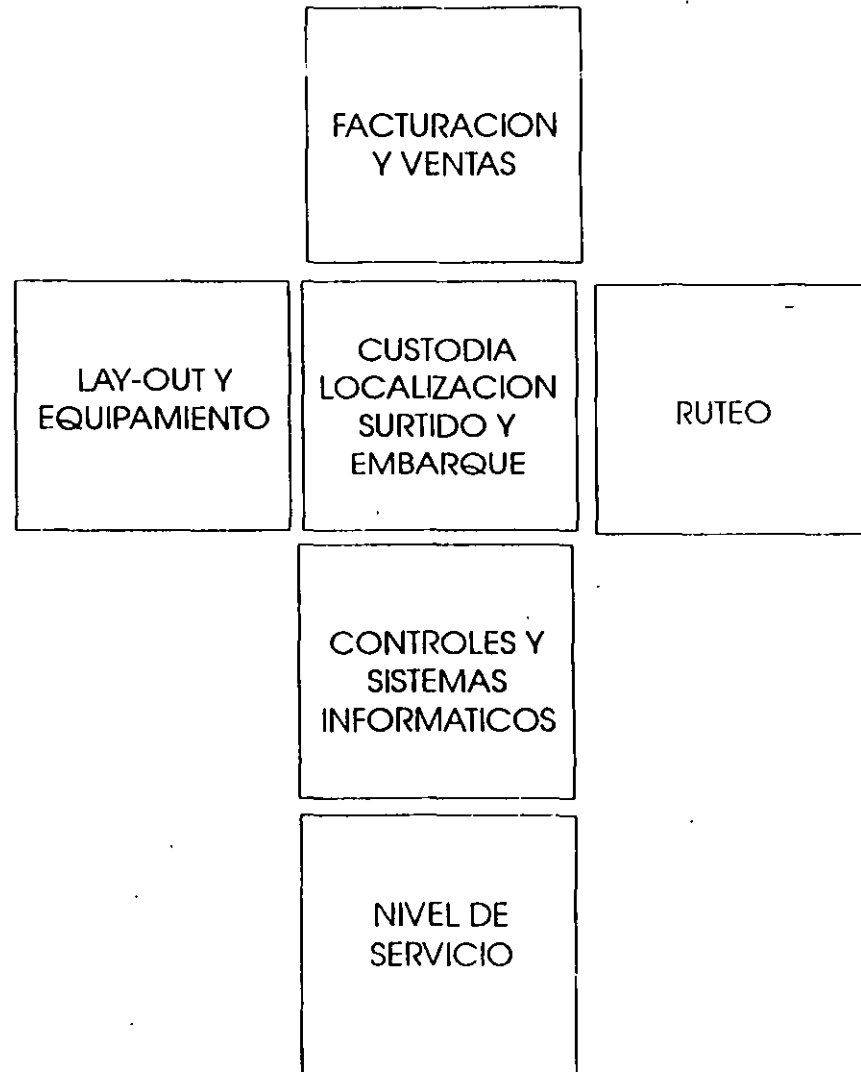 FACTURACION
Y VENTAS
LAY-OUT Y
EQUIPAMIENTO
CUSTODIA
LOCALIZACION
SURTIDO Y
EMBARQUE
RUTEO
CONTROLES Y
SISTEMAS
INFORMATICOS
NIVEL DE
SERVICIO